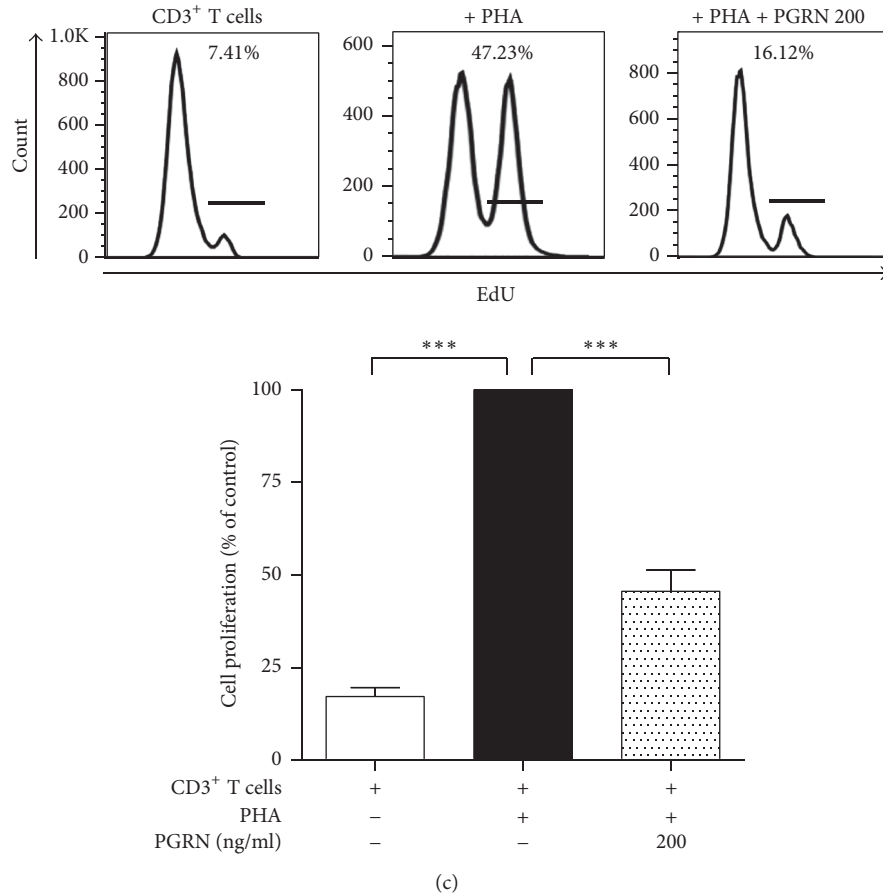 CD3⁺ T cells
+ PHA
+ PHA + PGRN 200
Count
1.0K
800
600
400
200
0
7.41%
600
400
200
0
47.23%
800
600
400
200
0
16.12%
EdU
Cell proliferation (% of control)
100
75
50
25
0
***
***
CD3⁺ T cells + + +
PHA – + +
PGRN (ng/ml) – – 200
(c)